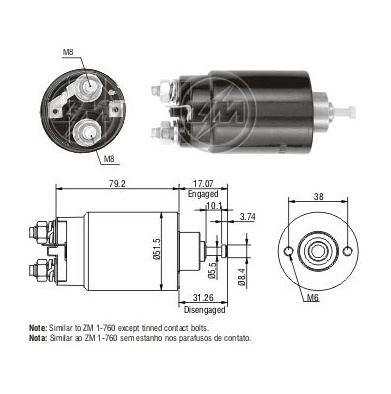 M8
ZM
ZM
M8
79.2
17.07
Engaged
10.1
3.74
38
Ø51.5
Ø5.5
Ø8.4
31.26
Disengaged
M6
Note: Similar to ZM 1-760 except tinned contact bolts.
Nota: Similar ao ZM 1-760 sem estanho nos parafusos de contato.